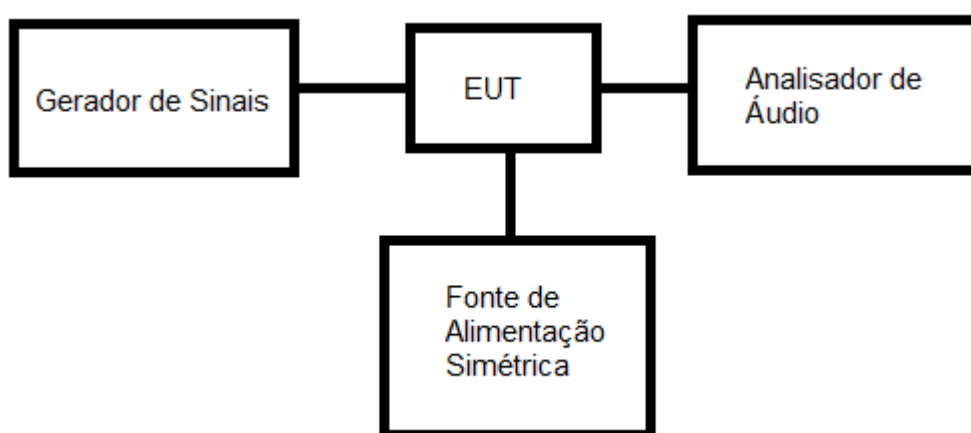 Gerador de Sinais
EUT
Analisador de
Áudio
Fonte de
Alimentação
Simétrica